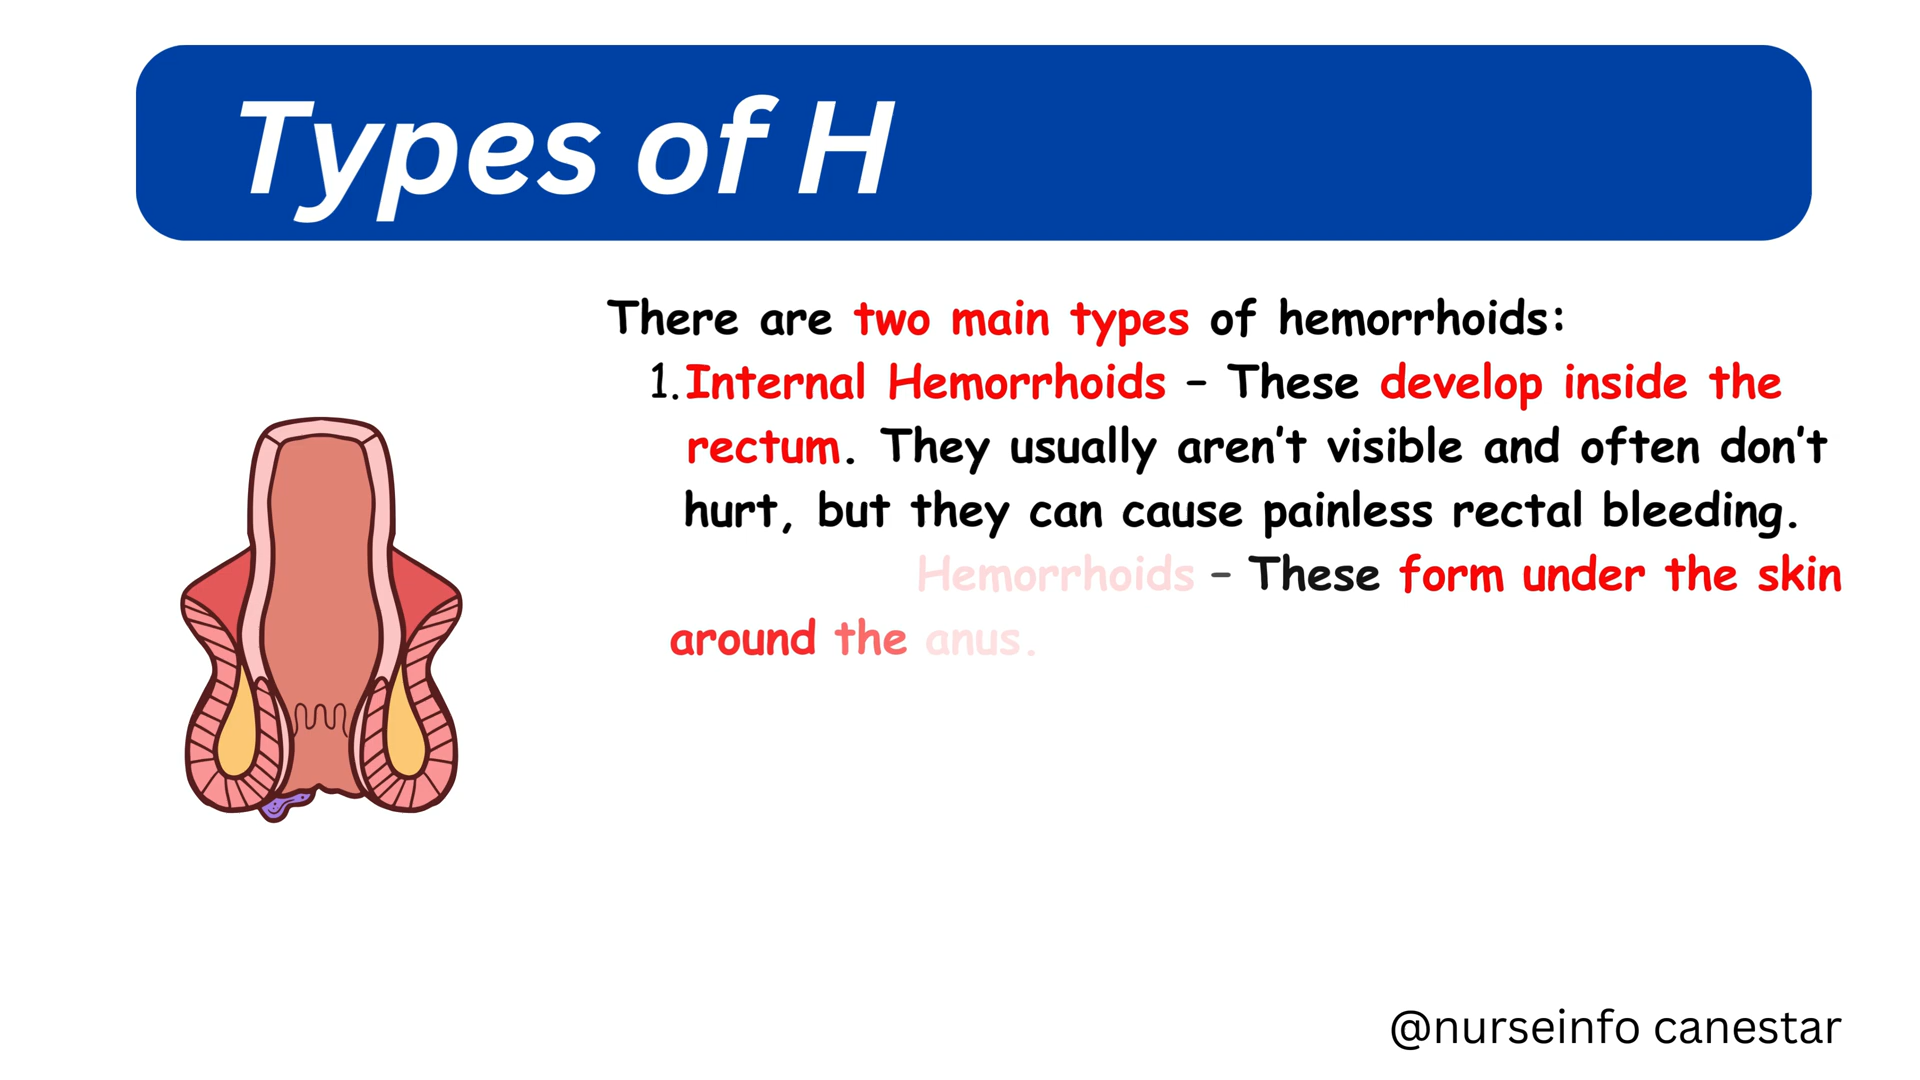 Types of H
There are two main types of hemorrhoids:
1. Internal Hemorrhoids – These develop inside the
rectum. They usually aren't visible and often don't
hurt, but they can cause painless rectal bleeding.
Hemorrhoids – These form under the skin
around the anus.
@nurseinfo canestar